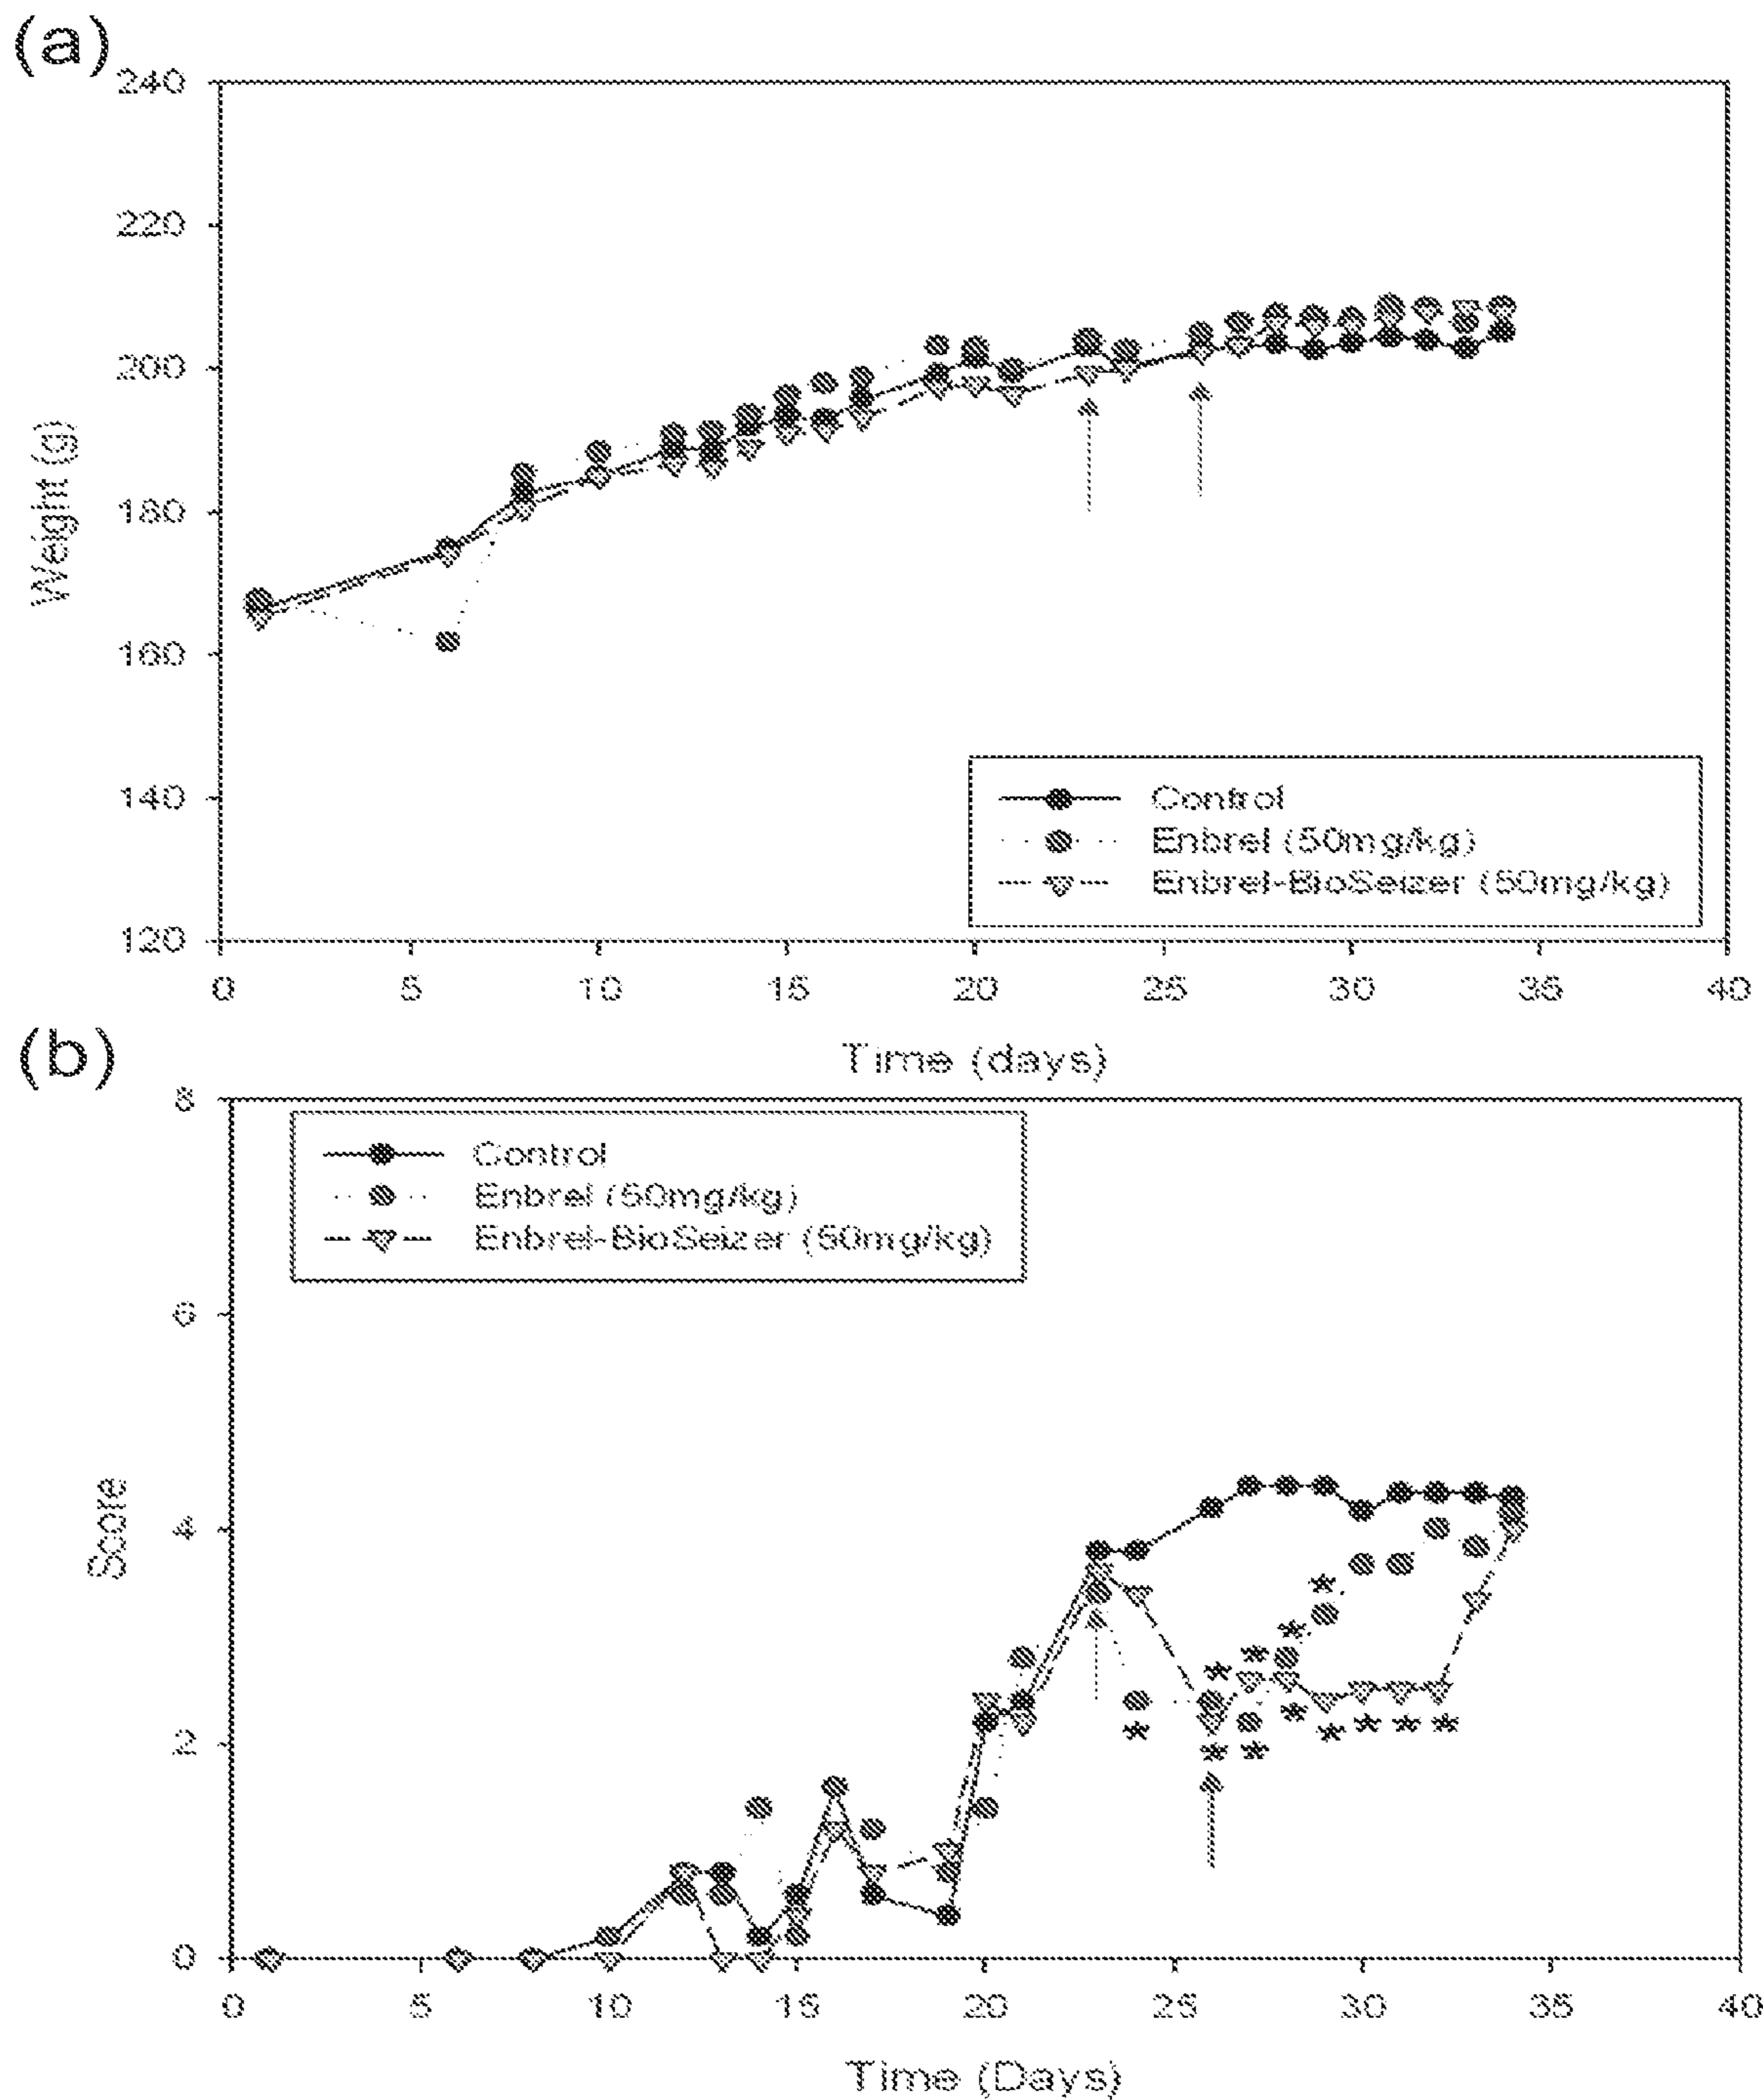 (a)
240
220
200
180
160
140
120
Weight (g)
Control
Enbrel (50mg/kg)
Enbrel-BioSeizer (50mg/kg)
0 5 10 15 20 25 30 35 40
Time (days)
(b)
8
6
4
2
0
Score
Control
Enbrel (50mg/kg)
Enbrel-BioSeizer (50mg/kg)
0 5 10 15 20 25 30 35 40
Time (Days)